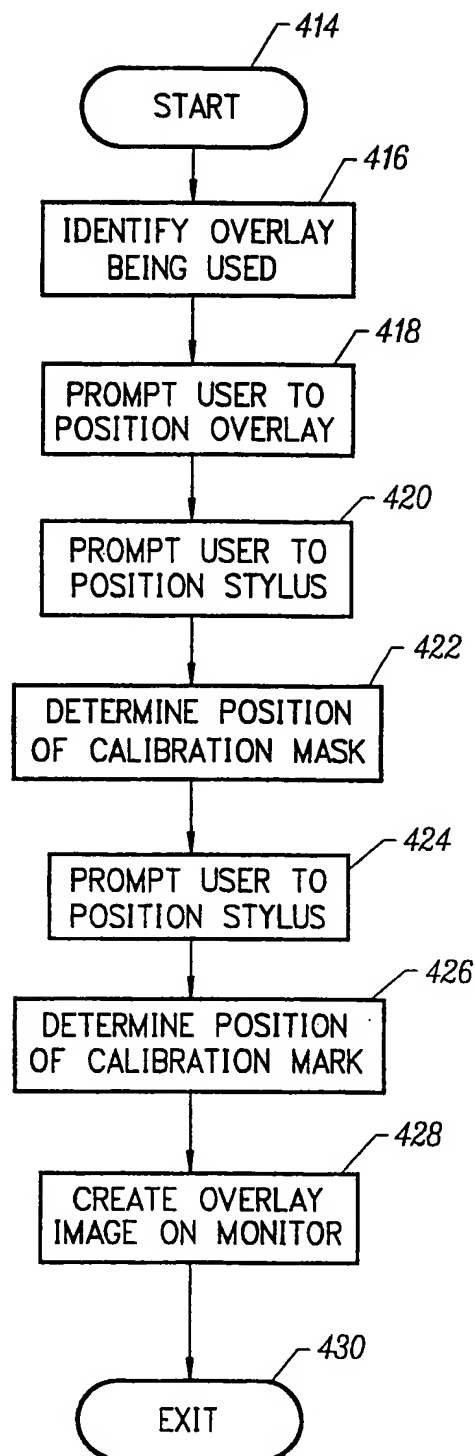 414
START
416
IDENTIFY OVERLAY
BEING USED
418
PROMPT USER TO
POSITION OVERLAY
420
PROMPT USER TO
POSITION STYLUS
422
DETERMINE POSITION
OF CALIBRATION MASK
424
PROMPT USER TO
POSITION STYLUS
426
DETERMINE POSITION
OF CALIBRATION MARK
428
CREATE OVERLAY
IMAGE ON MONITOR
430
EXIT